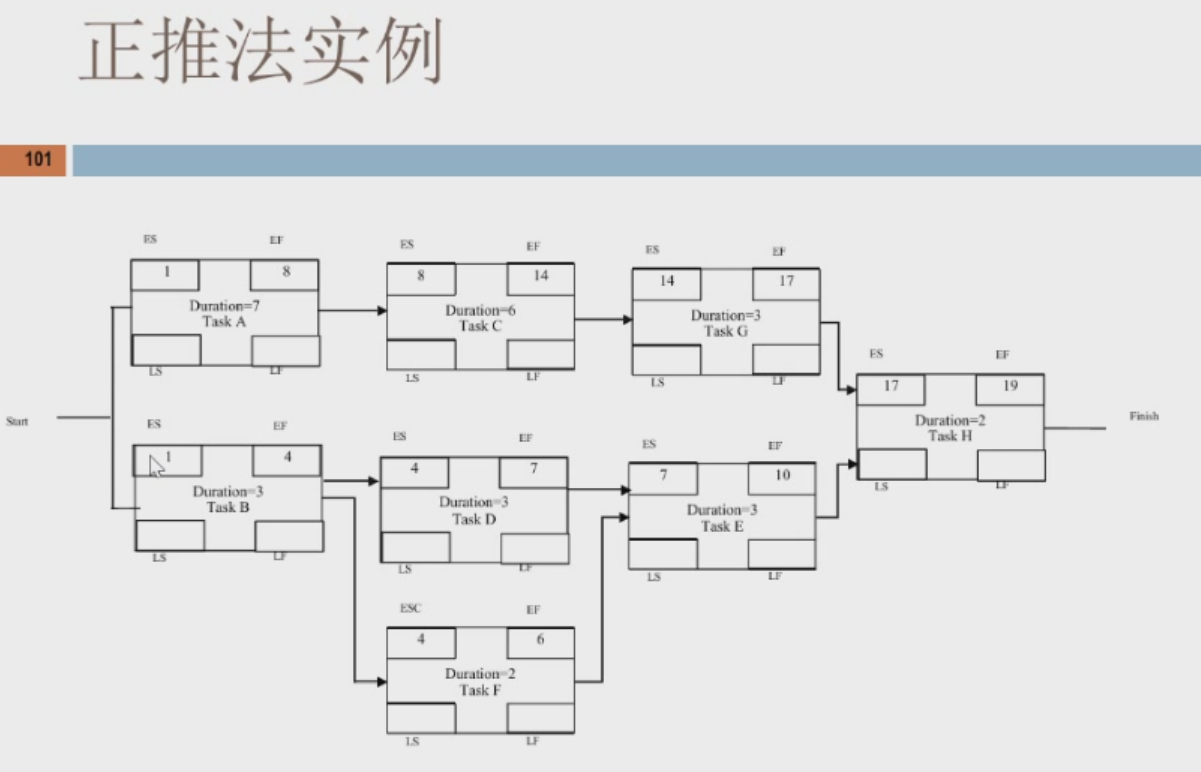 正推法实例
101
ES EF
1 8
Duration=7
Task A
LS LF
ES EF
8 14
Duration=6
Task C
LS LF
ES EF
14 17
Duration=3
Task G
LS LF
ES EF
17 19
Duration=2
Task H
LS LF
Start
Finish
ES EF
1 4
Duration=3
Task B
LS LF
ES EF
4 7
Duration=3
Task D
LS LF
ES EF
7 10
Duration=3
Task E
LS LF
ESC EF
4 6
Duration=2
Task F
LS LF